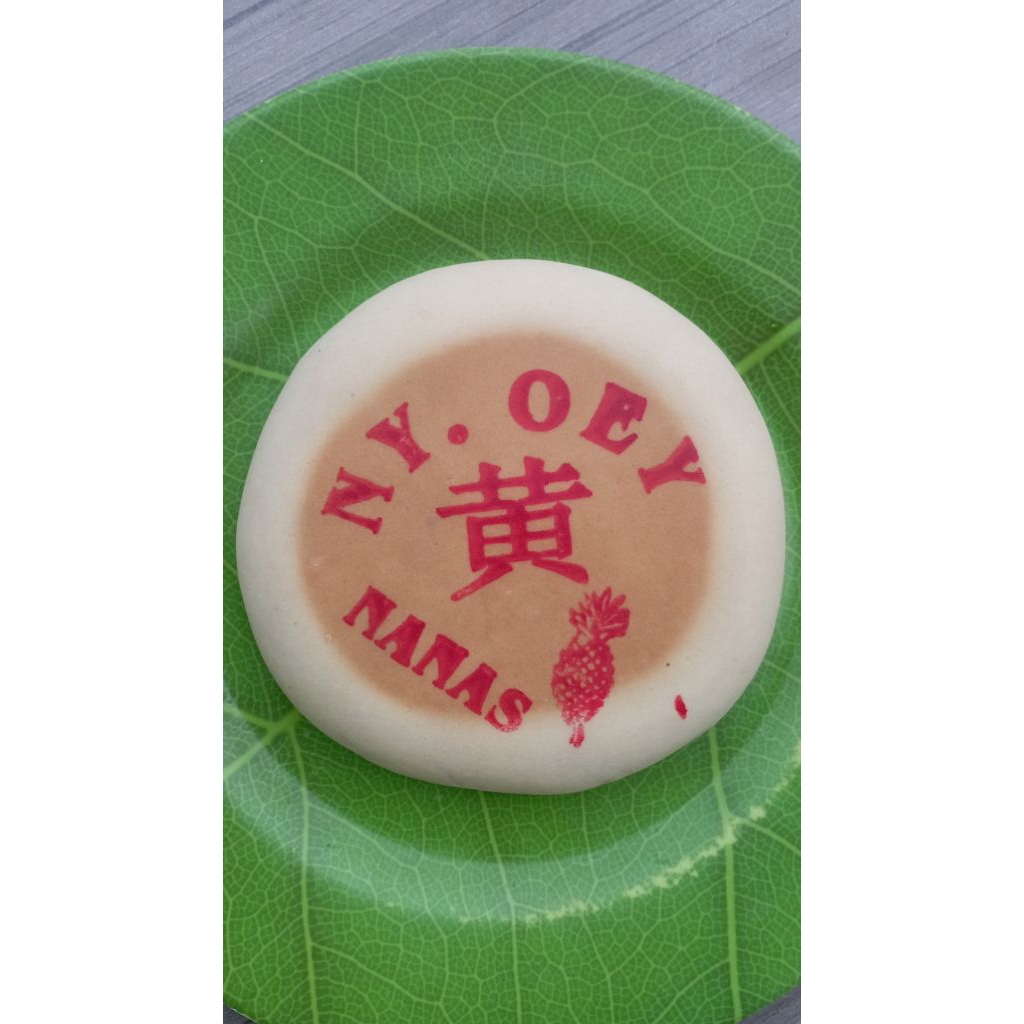 NY. OEY
黄
NANAS